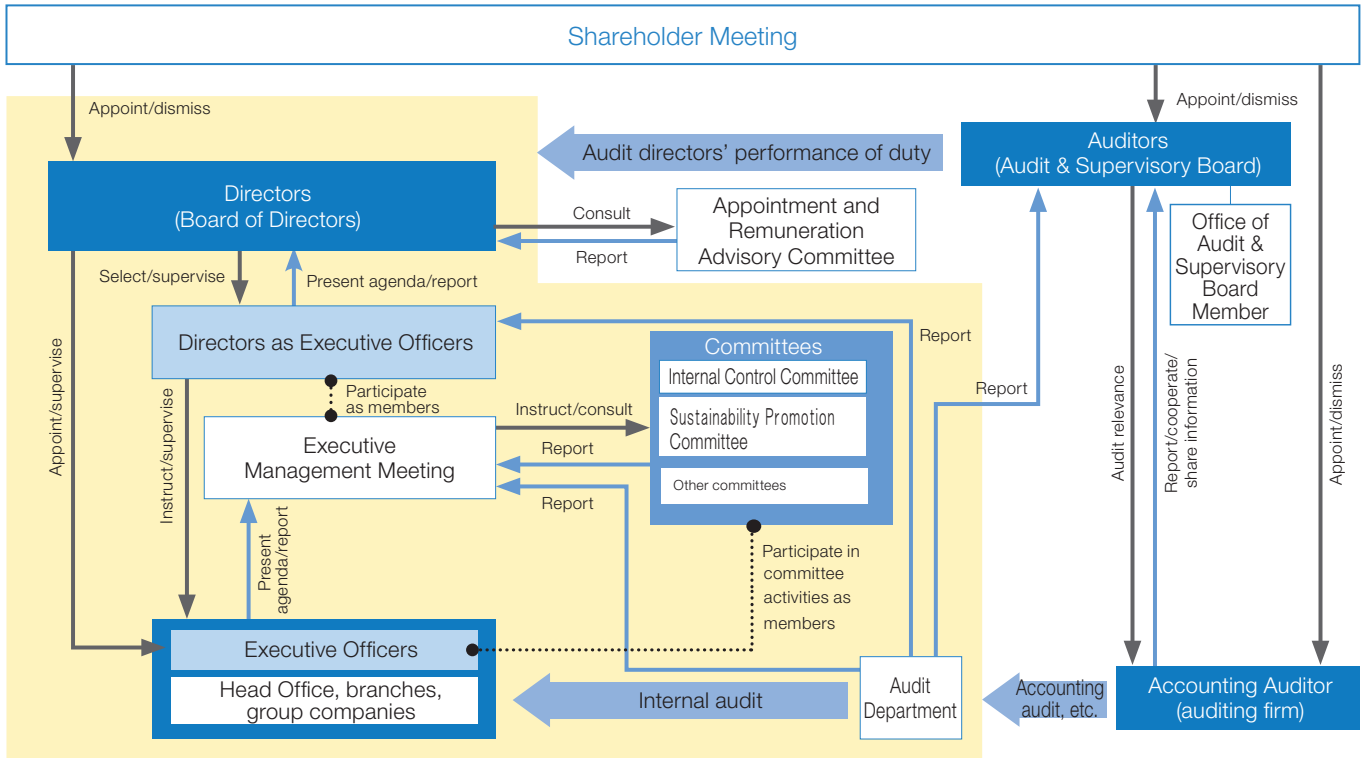 Shareholder Meeting
Appoint/dismiss
Appoint/dismiss
Audit directors’ performance of duty
Auditors
(Audit & Supervisory Board)
Directors
(Board of Directors)
Consult
Report
Appointment and
Remuneration
Advisory Committee
Office of
Audit &
Supervisory
Board
Member
Select/supervise
Present agenda/report
Directors as Executive Officers
Report
Committees
Internal Control Committee
Sustainability Promotion
Committee
Other committees
Participate
as members
Instruct/consult
Report
Report
Report
Executive
Management Meeting
Appoint/supervise
Instruct/supervise
Present
agenda/report
Audit relevance
Report/cooperate/
share information
Appoint/dismiss
Participate in
committee
activities as
members
Executive Officers
Head Office, branches,
group companies
Internal audit
Audit
Department
Accounting
audit, etc.
Accounting Auditor
(auditing firm)